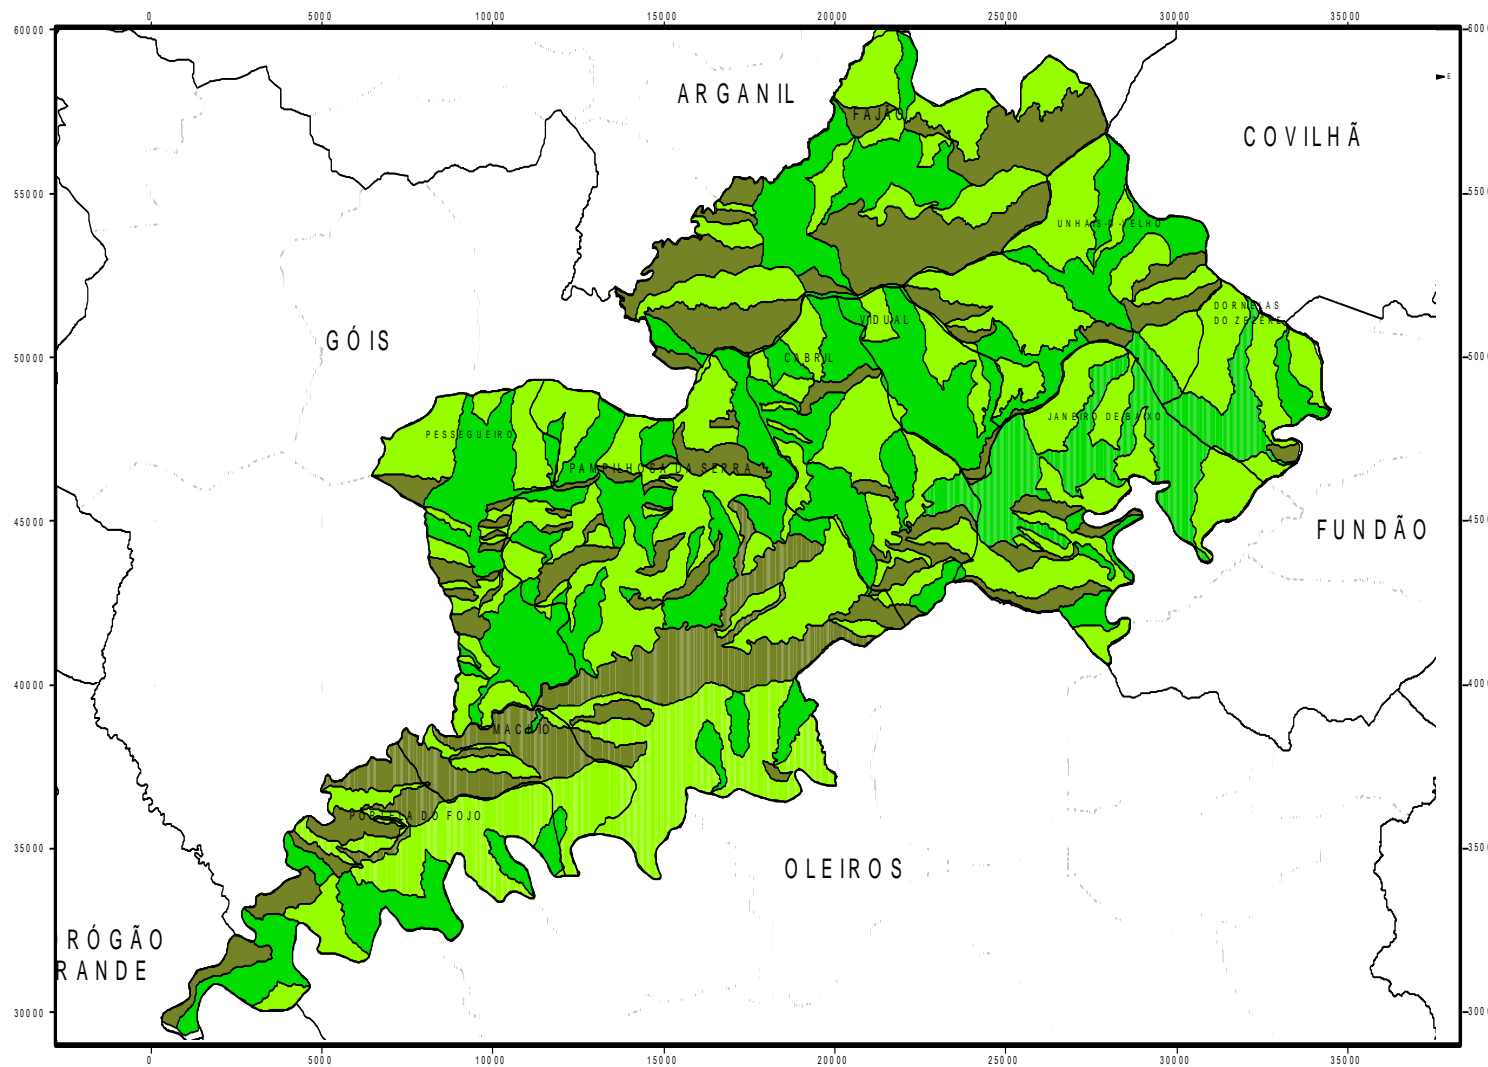 0 5000 10000 15000 20000 25000 30000 35000
60000
E
ARGANIL
FAJÃO
COVILHÃ
55000
UNHAIS-O-VELHO
DORNELAS
DO ZEZERE
VIDUAL
GÓIS
50000
CABRIL
JANEIRO DE BAIXO
PESSEGUEIRO
PAMPILHOSA DA SERRA
45000
FUNDÃO
40000
MACHIO
PORTELA DO FOJO
35000
OLEIROS
RÓGÃO
RANDE
30000
0 5000 10000 15000 20000 25000 30000 35000